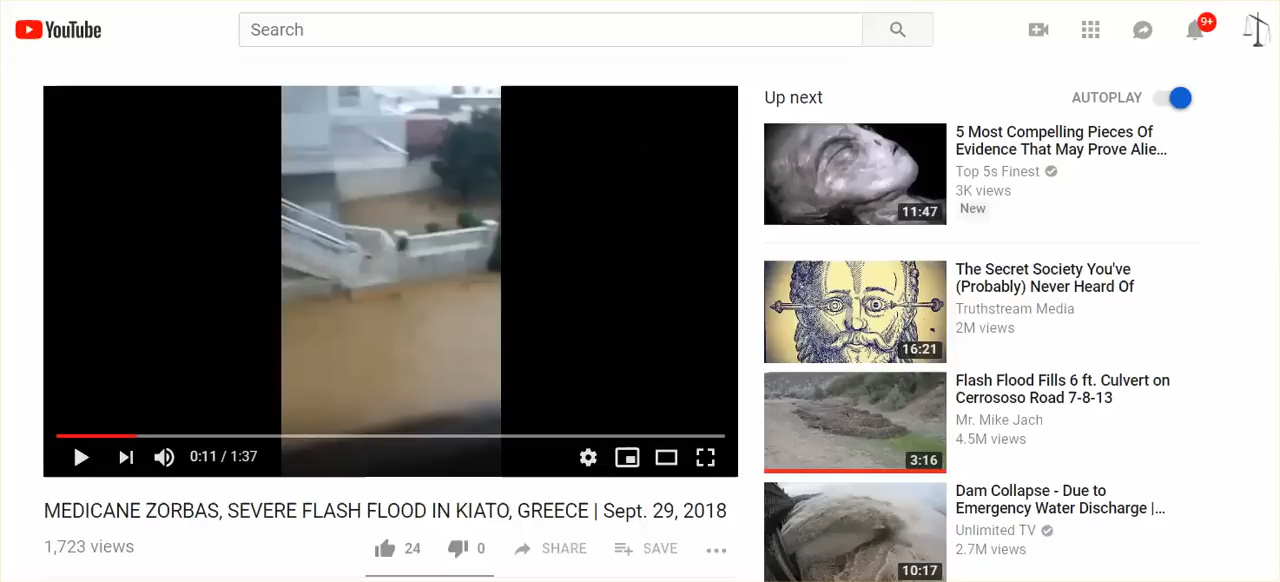 YouTube
Search
9+
Up next
AUTOPLAY
5 Most Compelling Pieces Of
Evidence That May Prove Alie...
Top 5s Finest
3K views
New
11:47
The Secret Society You've
(Probably) Never Heard Of
Truthstream Media
2M views
16:21
Flash Flood Fills 6 ft. Culvert on
Cerrososo Road 7-8-13
Mr. Mike Jach
4.5M views
3:16
Dam Collapse - Due to
Emergency Water Discharge |...
Unlimited TV
2.7M views
10:17
0:11 / 1:37
MEDICANE ZORBAS, SEVERE FLASH FLOOD IN KIATO, GREECE | Sept. 29, 2018
1,723 views
24
0
SHARE
SAVE